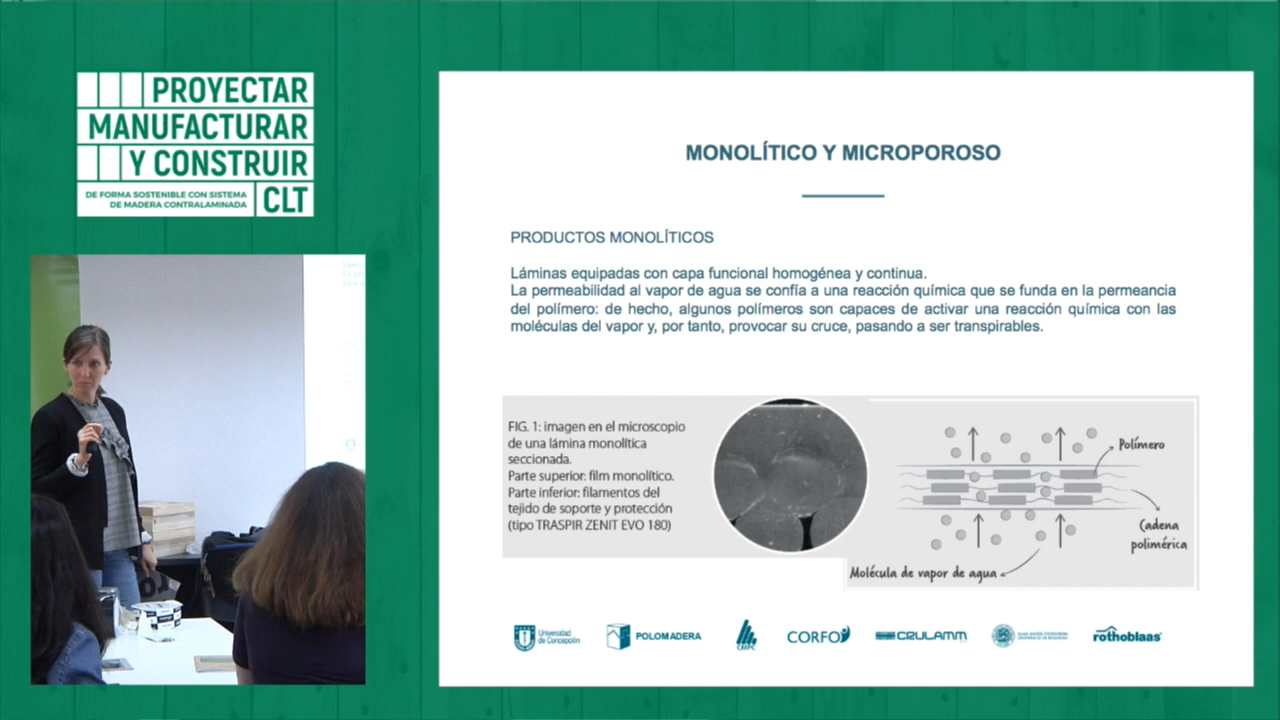 PROYECTAR
MANUFACTURAR
Y CONSTRUIR
DE FORMA SOSTENIBLE CON SISTEMA
DE MADERA CONTRALAMINADA
CLT
MONOLÍTICO Y MICROPOROSO
PRODUCTOS MONOLÍTICOS
Láminas equipadas con capa funcional homogénea y continua.
La permeabilidad al vapor de agua se confía a una reacción química que se funda en la permeancia
del polímero: de hecho, algunos polímeros son capaces de activar una reacción química con las
moléculas del vapor y, por tanto, provocar su cruce, pasando a ser transpirables.
FIG. 1: imagen en el microscopio
de una lámina monolítica
seccionada.
Parte superior: film monolítico.
Parte inferior: filamentos del
tejido de soporte y protección
(tipo TRASPIR ZENIT EVO 180)
Polímero
Cadena
polimérica
Molécula de vapor de agua
Universidad
de Concepción
POLOMADERA
CMPC
CORFO
CRULAMM
rothoblaas